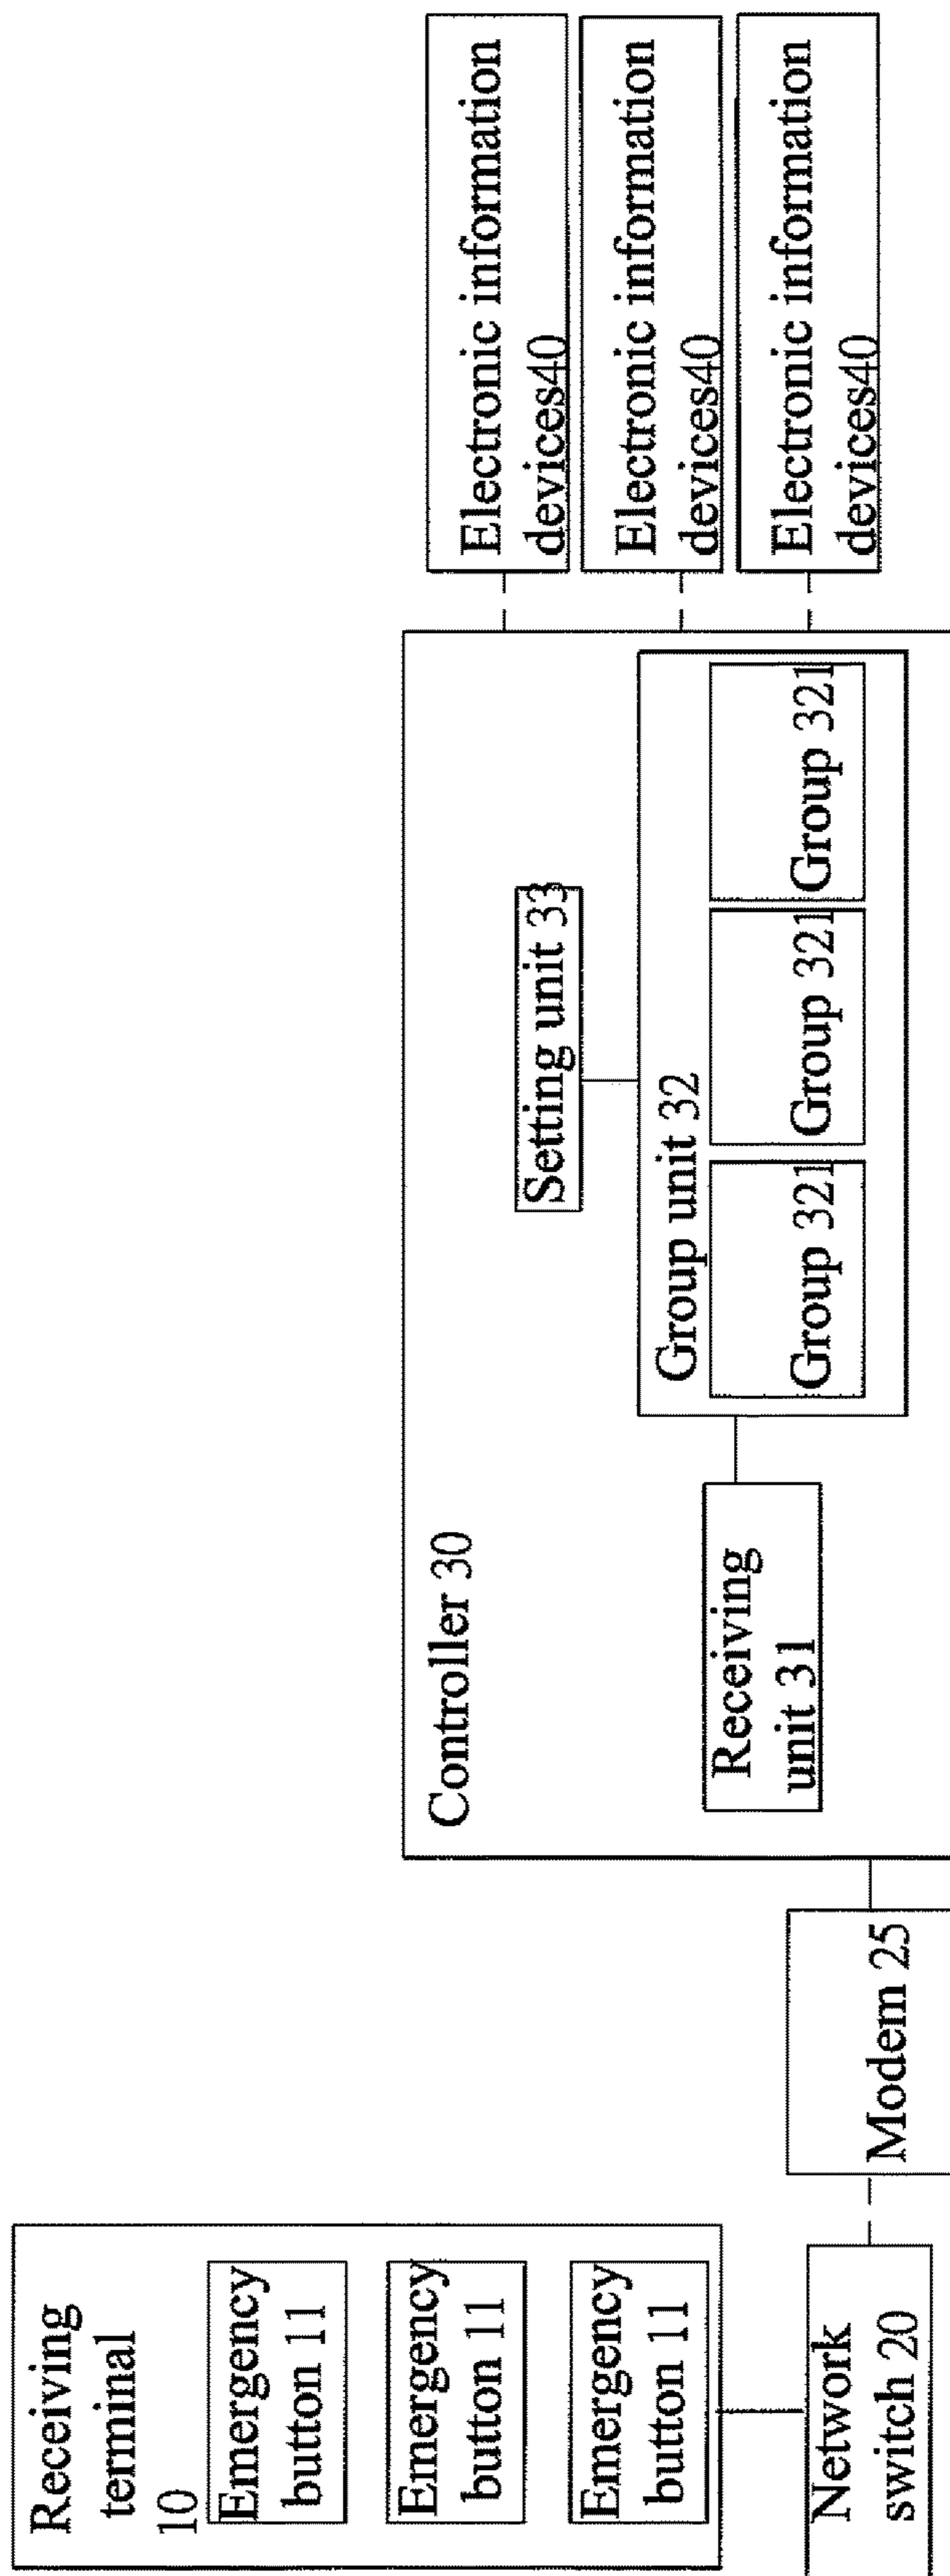 Receiving
terminal
10
Emergency
button 11
Emergency
button 11
Emergency
button 11
Network
switch 20
Modem 25
Controller 30
Receiving
unit 31
Setting unit 33
Group unit 32
Group 321
Group 321
Group 321
Electronic information
devices40
Electronic information
devices40
Electronic information
devices40